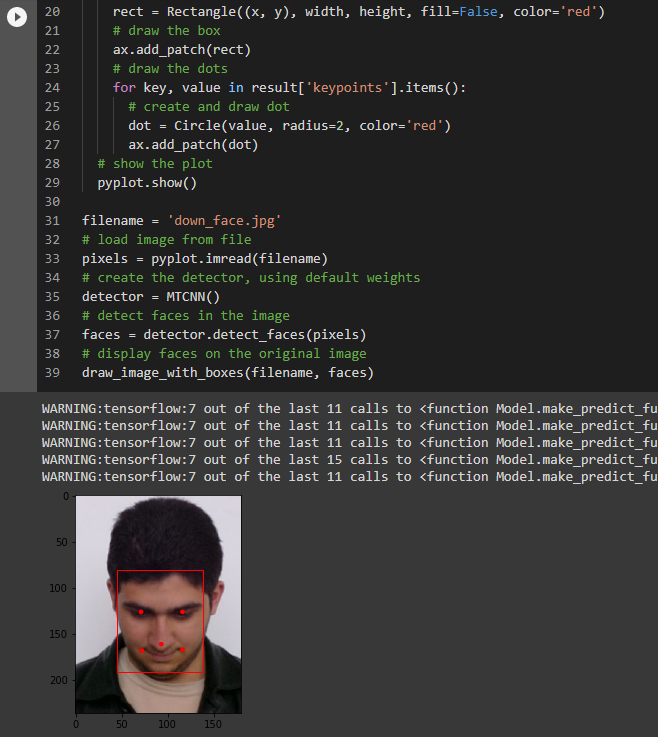 20 rect = Rectangle((x, y), width, height, fill=False, color='red')
21 # draw the box
22 ax.add_patch(rect)
23 # draw the dots
24 for key, value in result['keypoints'].items():
25 # create and draw dot
26 dot = Circle(value, radius=2, color='red')
27 ax.add_patch(dot)
28 # show the plot
29 pyplot.show()
30
31 filename = 'down_face.jpg'
32 # load image from file
33 pixels = pyplot.imread(filename)
34 # create the detector, using default weights
35 detector = MTCNN()
36 # detect faces in the image
37 faces = detector.detect_faces(pixels)
38 # display faces on the original image
39 draw_image_with_boxes(filename, faces)
WARNING:tensorflow:7 out of the last 11 calls to <function Model.make_predict_fu
WARNING:tensorflow:7 out of the last 11 calls to <function Model.make_predict_fu
WARNING:tensorflow:7 out of the last 11 calls to <function Model.make_predict_fu
WARNING:tensorflow:7 out of the last 15 calls to <function Model.make_predict_fu
WARNING:tensorflow:7 out of the last 11 calls to <function Model.make_predict_fu
0
50
100
150
200
0 50 100 150